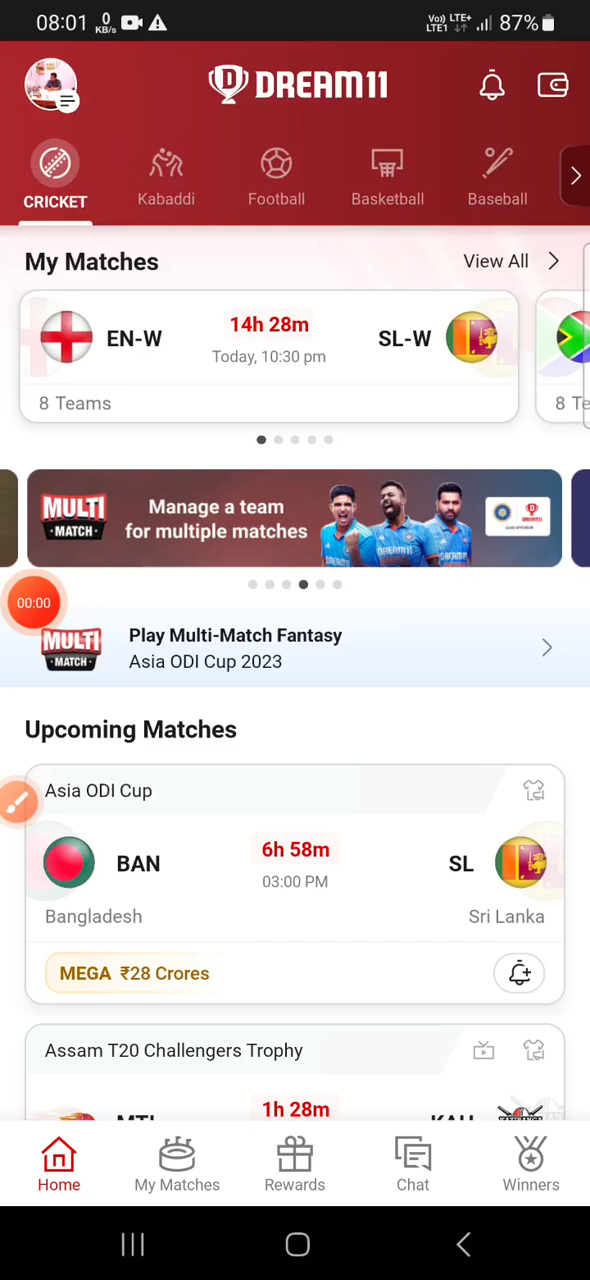 08:01 0 KB/s Vo)) LTE+ LTE1 87%
DREAM11
CRICKET Kabaddi Football Basketball Baseball
My Matches View All
EN-W 14h 28m SL-W
Today, 10:30 pm
8 Teams 8 Te
MULTI MATCH
Manage a team
for multiple matches
DREAM11
00:00
MULTI MATCH
Play Multi-Match Fantasy
Asia ODI Cup 2023
Upcoming Matches
Asia ODI Cup
BAN 6h 58m SL
03:00 PM
Bangladesh Sri Lanka
MEGA ₹28 Crores
Assam T20 Challengers Trophy
1h 28m
Home My Matches Rewards Chat Winners